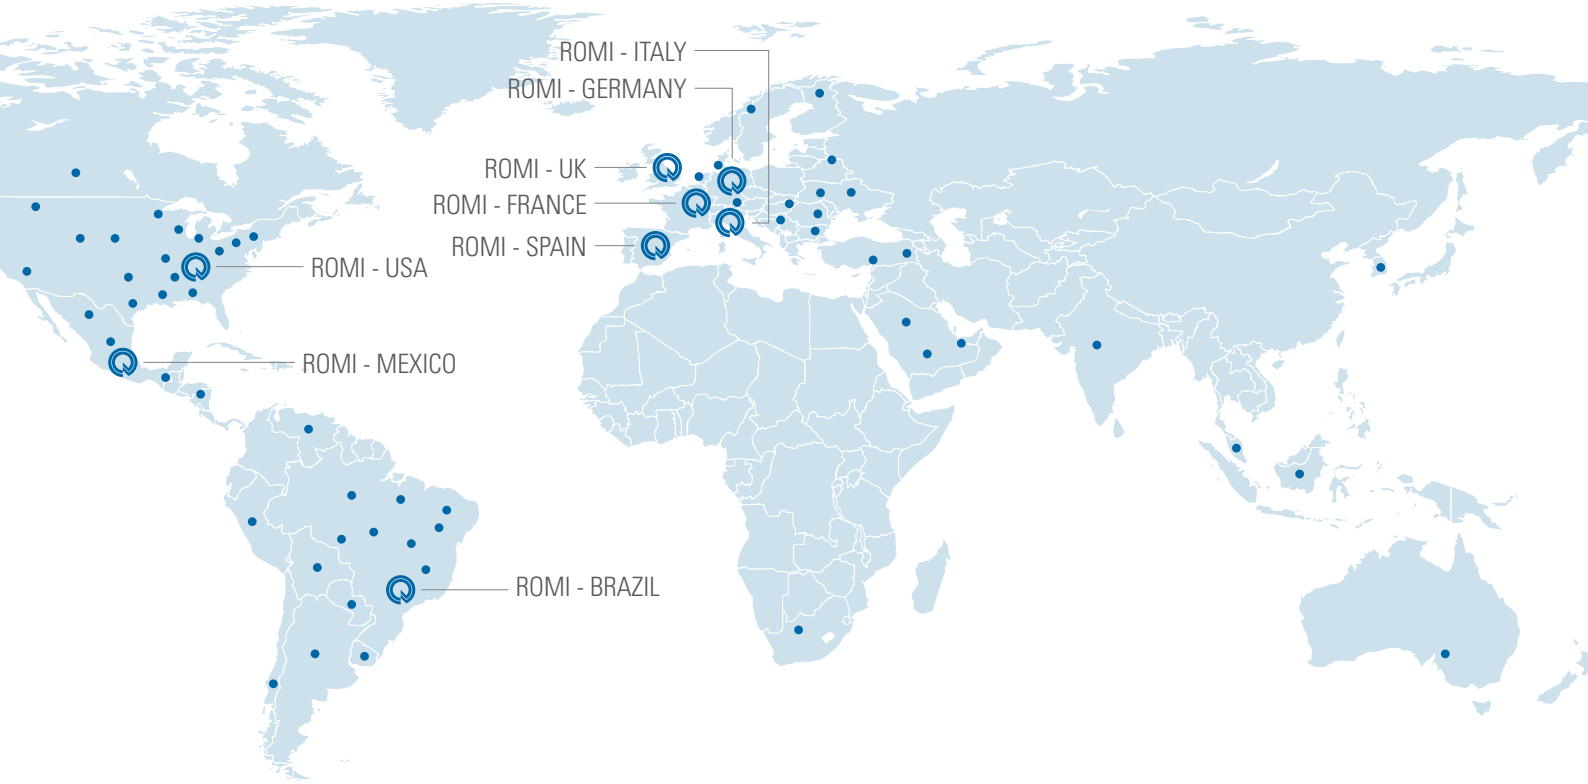 ROMI - ITALY
ROMI - GERMANY
ROMI - UK
ROMI - FRANCE
ROMI - SPAIN
ROMI - USA
ROMI - MEXICO
ROMI - BRAZIL